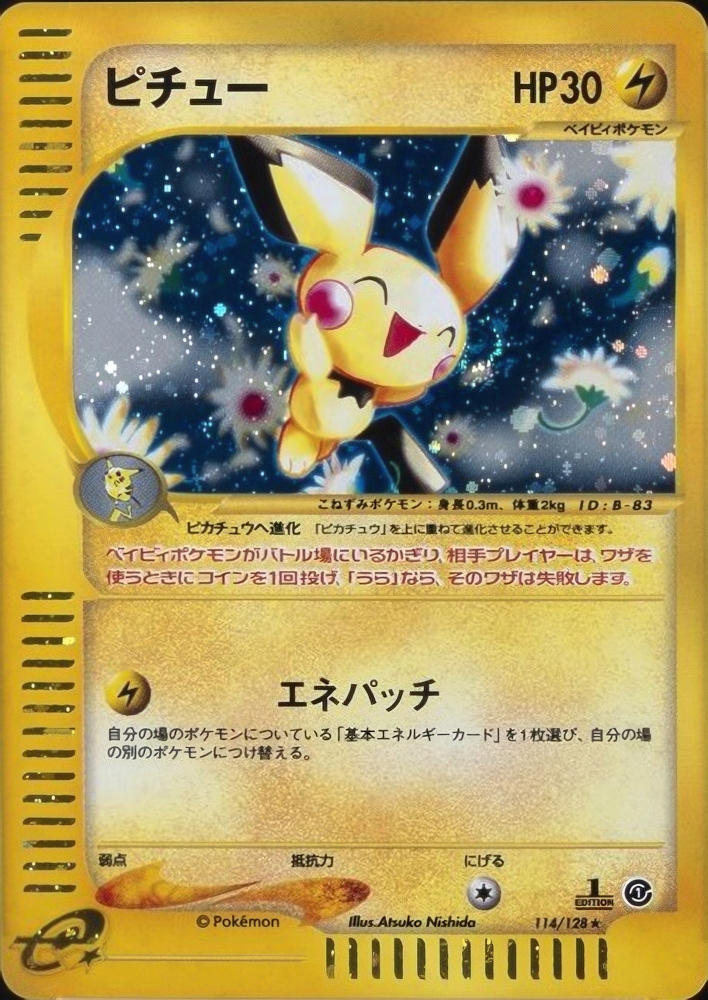 ピチュー HP30
ベイビィポケモン
こねずみポケモン：身長0.3m、体重2kg ID:B-83
ピカチュウへ進化 「ピカチュウ」を上に重ねて進化させることができます。
ベイビィポケモンがバトル場にいるかぎり、相手プレイヤーは、ワザを
使うときにコインを1回投げ、「うら」なら、そのワザは失敗します。
エネパッチ
自分の場のポケモンについている「基本エネルギーカード」を1枚選び、自分の場
の別のポケモンにつけ替える。
弱点 抵抗力 にげる
1
EDITION
1
©Pokémon Illus.Atsuko Nishida 114/128★
e